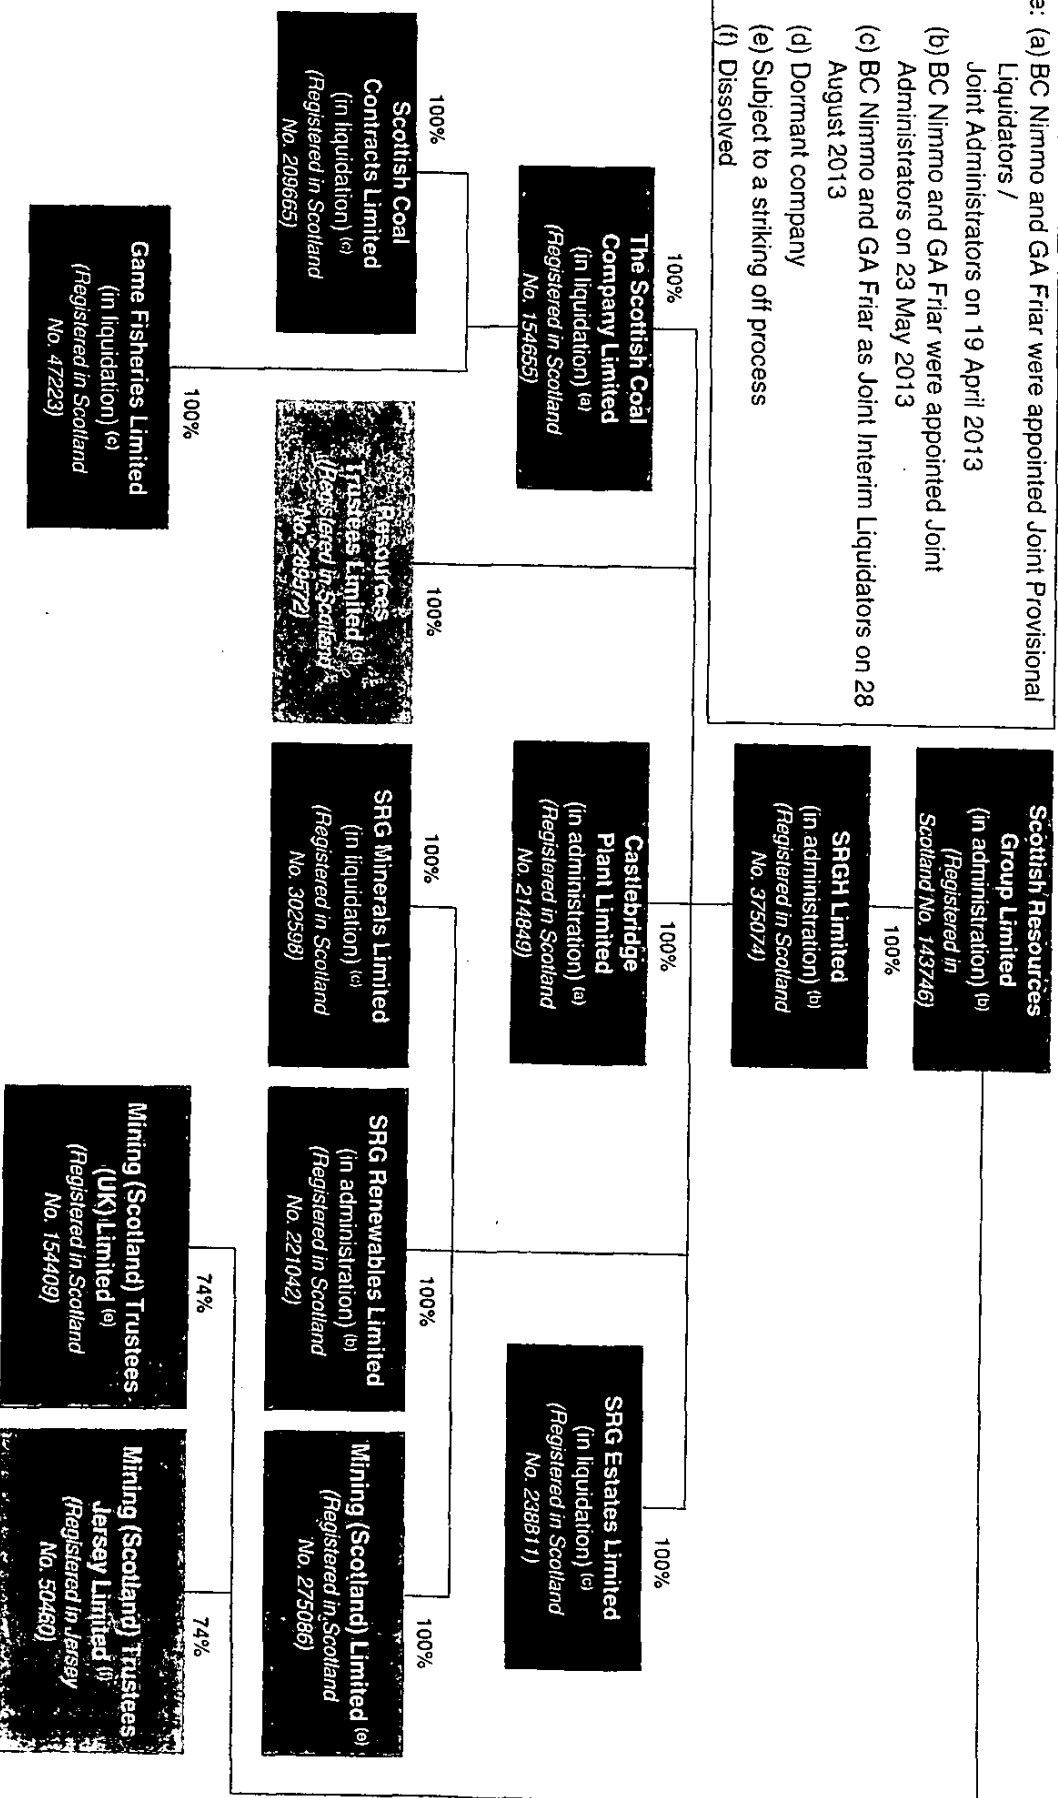 e: (a) BC Nimmo and GA Friar were appointed Joint Provisional
Liquidators /
Joint Administrators on 19 April 2013
(b) BC Nimmo and GA Friar were appointed Joint
Administrators on 23 May 2013
(c) BC Nimmo and GA Friar as Joint Interim Liquidators on 28
August 2013
(d) Dormant company
(e) Subject to a striking off process
(f) Dissolved
Scottish Resources
Group Limited
(in administration) (b)
(Registered in
Scotland No. 143746)
100%
SRGH Limited
(in administration) (b)
(Registered in Scotland
No. 375074)
100%
The Scottish Coal
Company Limited
(in liquidation) (a)
(Registered in Scotland
No. 154655)
100%
Castlebridge
Plant Limited
(in administration) (a)
(Registered in Scotland
No. 214849)
100%
SRG Estates Limited
(in liquidation) (c)
(Registered in Scotland
No. 238811)
100%
Scottish Coal
Contracts Limited
(in liquidation) (c)
(Registered in Scotland
No. 209665)
100%
Resources
Trustees Limited (d)
(Registered in Scotland
No. 289572)
100%
SRG Minerals Limited
(in liquidation) (c)
(Registered in Scotland
No. 302598)
100%
SRG Renewables Limited
(in administration) (b)
(Registered in Scotland
No. 221042)
100%
Mining (Scotland) Limited (e)
(Registered in Scotland
No. 275086)
100%
Game Fisheries Limited
(in liquidation) (c)
(Registered in Scotland
No. 47223)
74%
Mining (Scotland) Trustees
(UK) Limited (e)
(Registered in Scotland
No. 154409)
74%
Mining (Scotland) Trustees
Jersey Limited (f)
(Registered in Jersey
No. 50460)